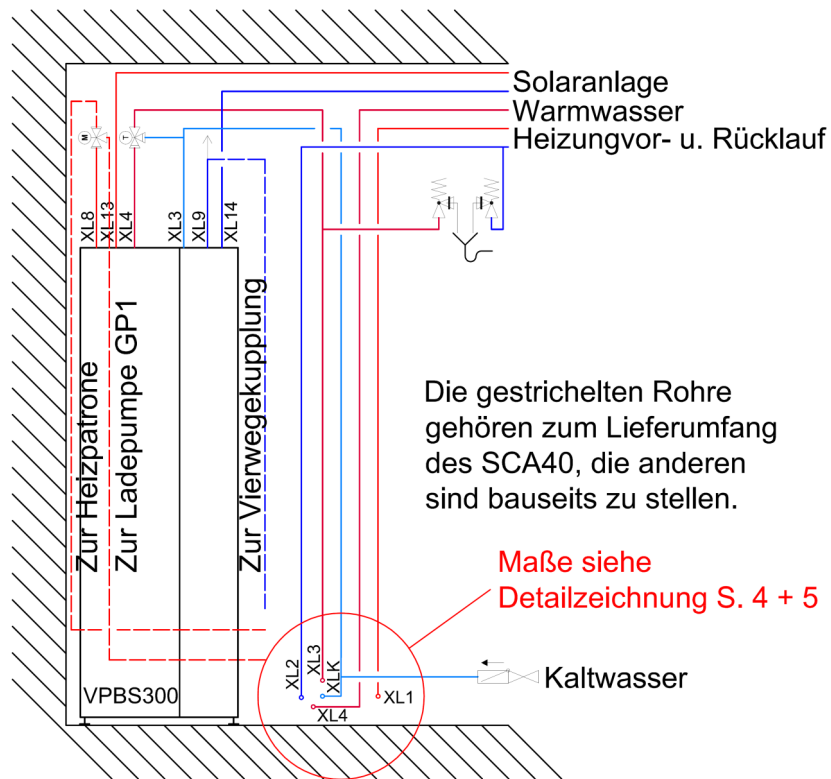 Solaranlage
Warmwasser
Heizungvor- u. Rücklauf
M
T
XL8
XL13
XL4
XL3
XL9
XL14
Zur Heizpatrone
Zur Ladepumpe GP1
Zur Vierwegekupplung
Die gestrichelten Rohre
gehören zum Lieferumfang
des SCA40, die anderen
sind bauseits zu stellen.
Maße siehe
Detailzeichnung S. 4 + 5
XL2
XL3
XLK
XL4
XL1
Kaltwasser
VPBS300